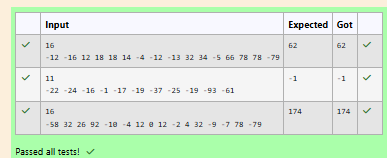 Input Expected Got
16 62 62
-12 -16 12 18 18 14 -4 -12 -13 32 34 -5 66 78 78 -79
11 -1 -1
-22 -24 -16 -1 -17 -19 -37 -25 -19 -93 -61
16 174 174
-58 32 26 92 -10 -4 12 0 12 -2 4 32 -9 -7 78 -79
Passed all tests!